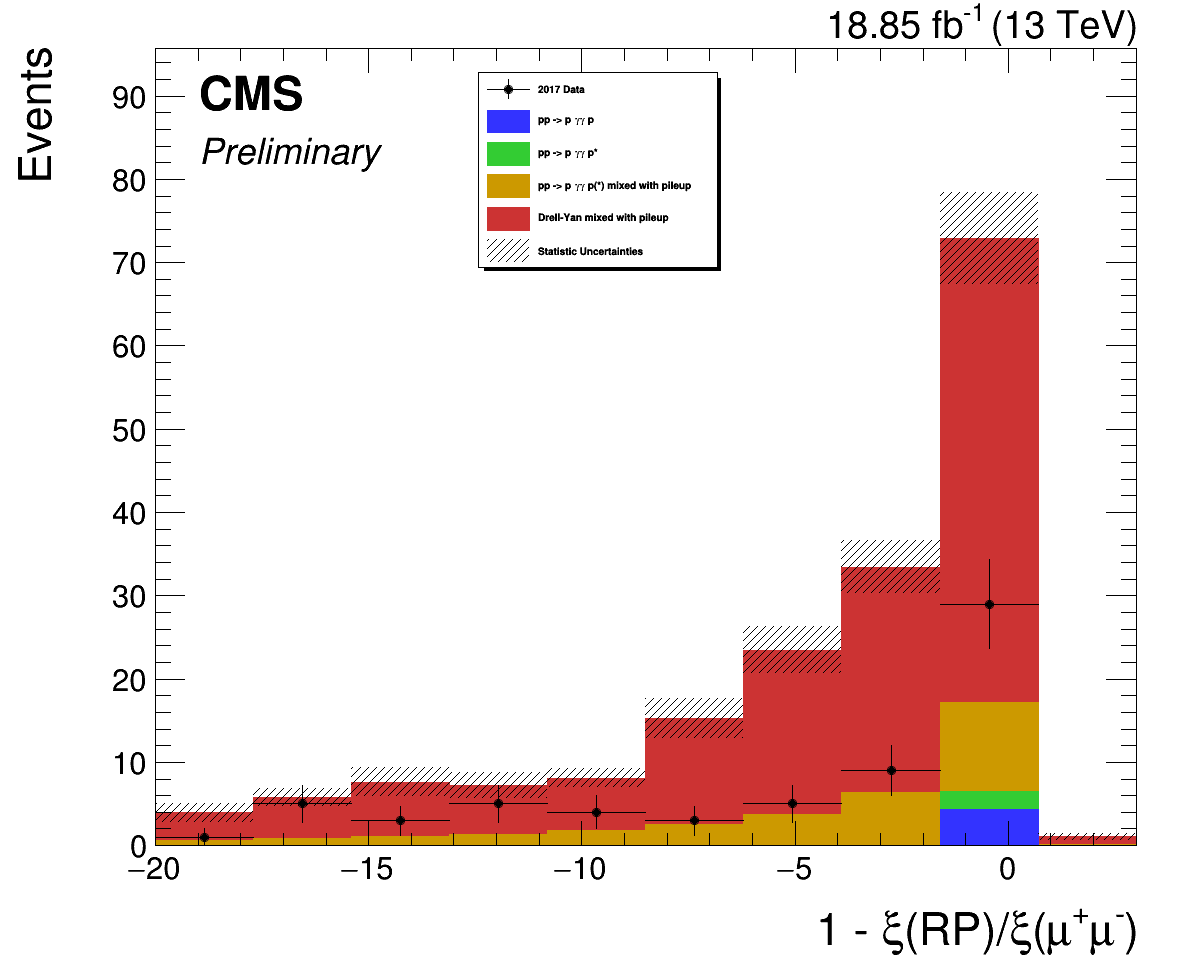 18.85 fb-1 (13 TeV)
Events
CMS
Preliminary
2017 Data
pp -> p γγ p
pp -> p γγ p*
pp -> p γγ p(*) mixed with pileup
Drell-Yan mixed with pileup
Statistic Uncertainties
90
80
70
60
50
40
30
20
10
0
−20 −15 −10 −5 0
1 - ξ(RP)/ξ(μ+μ-)